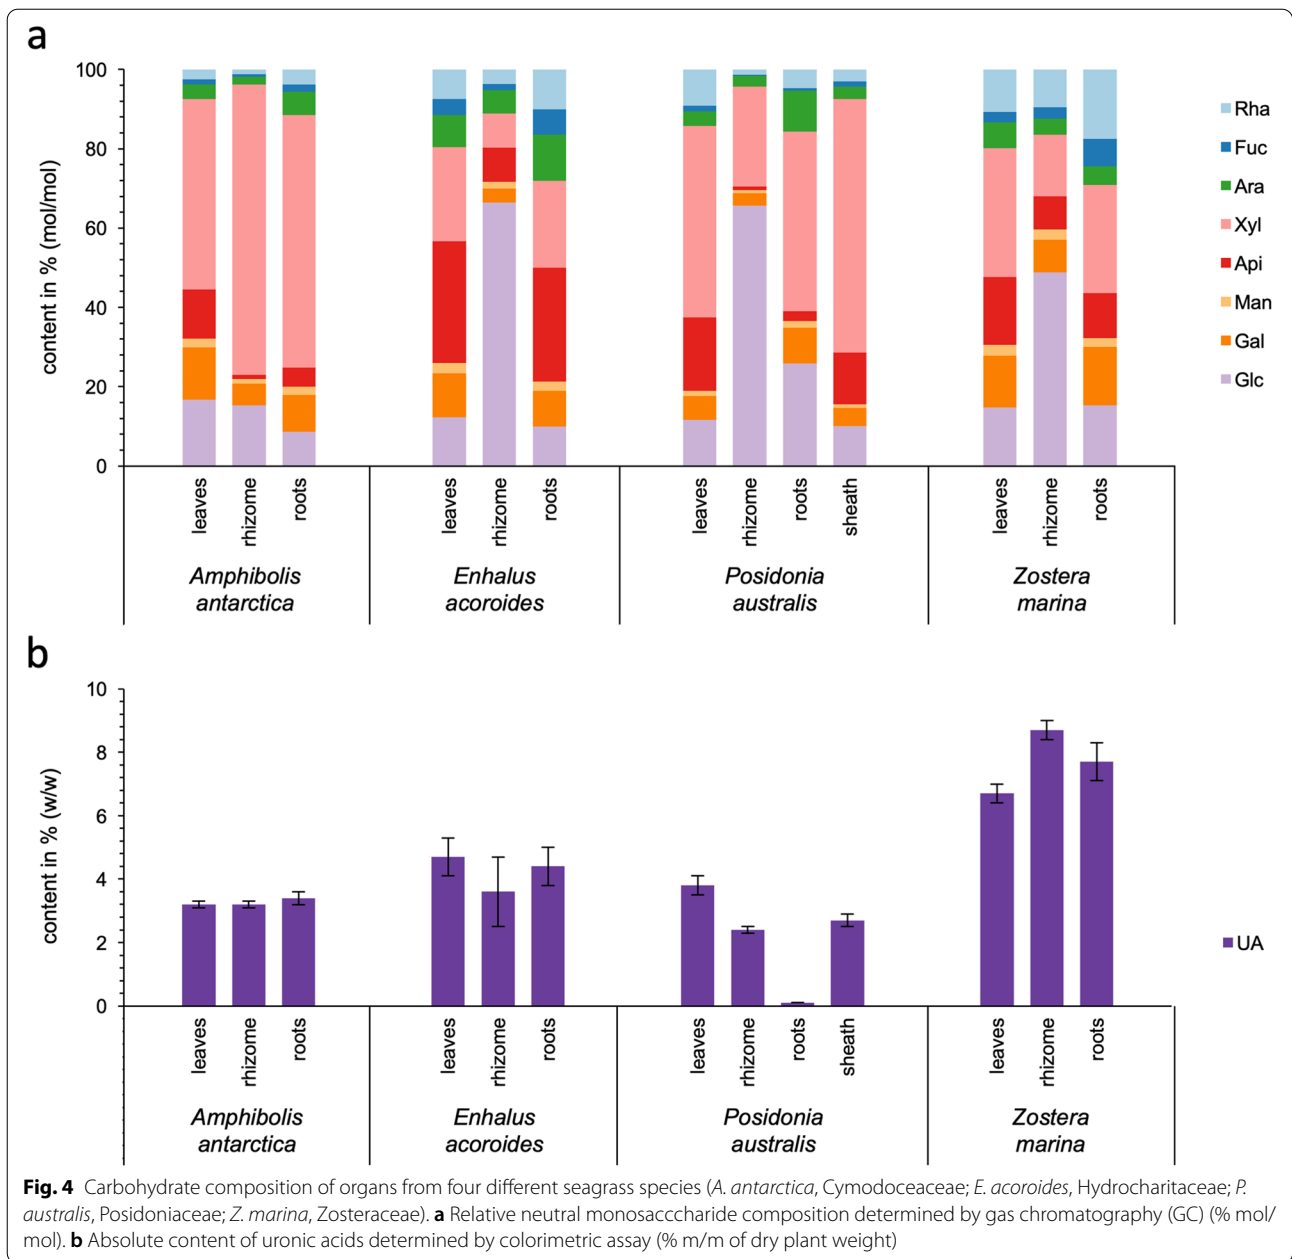 a
100
80
60
40
20
0
content in % (mol/mol)
Rha
Fuc
Ara
Xyl
Api
Man
Gal
Glc
leaves
rhizome
roots
leaves
rhizome
roots
leaves
rhizome
roots
sheath
leaves
rhizome
roots
Amphibolis
antarctica
Enhalus
acoroides
Posidonia
australis
Zostera
marina
b
10
8
6
4
2
0
content in % (w/w)
UA
leaves
rhizome
roots
leaves
rhizome
roots
leaves
rhizome
roots
sheath
leaves
rhizome
roots
Amphibolis
antarctica
Enhalus
acoroides
Posidonia
australis
Zostera
marina
Fig. 4 Carbohydrate composition of organs from four different seagrass species (A. antarctica, Cymodoceaceae; E. acoroides, Hydrocharitaceae; P.
australis, Posidoniaceae; Z. marina, Zosteraceae). a Relative neutral monosacccharide composition determined by gas chromatography (GC) (% mol/
mol). b Absolute content of uronic acids determined by colorimetric assay (% m/m of dry plant weight)